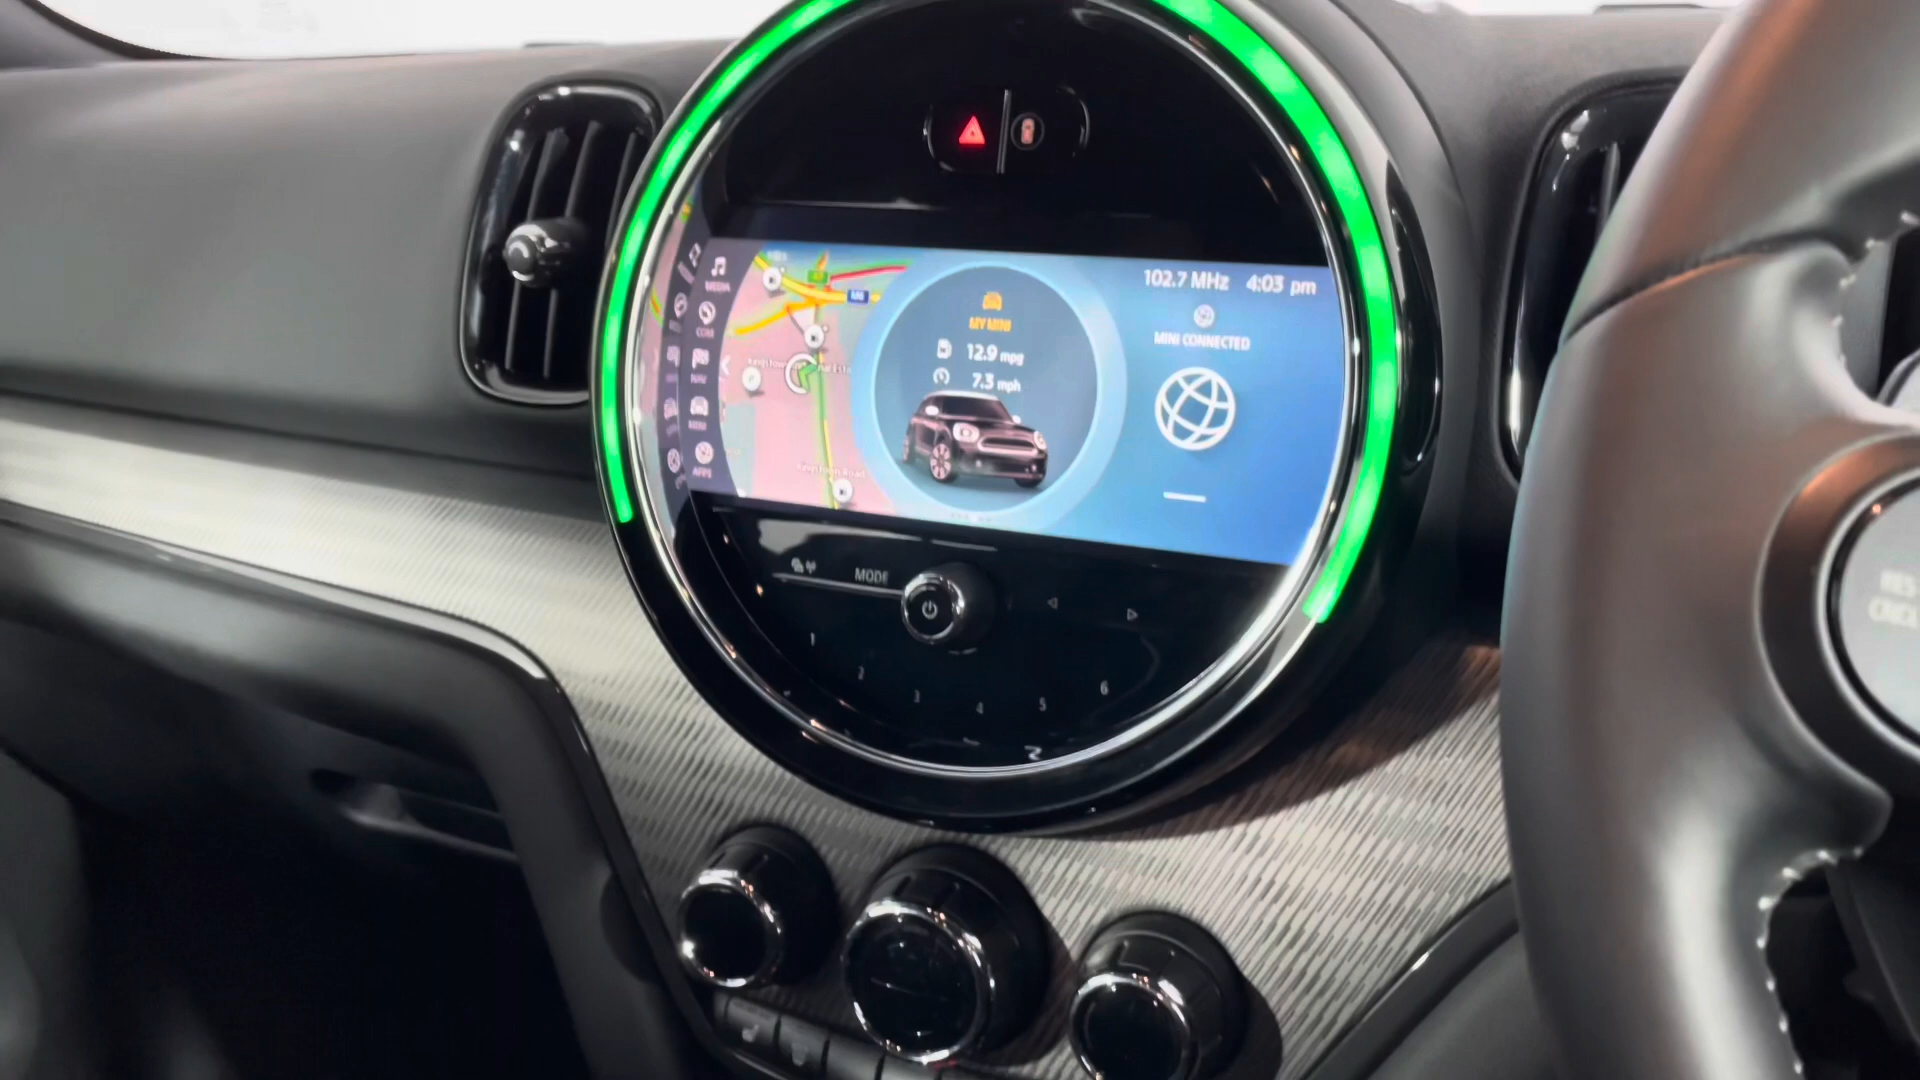 102.7 MHz 4:03 pm
MEDIA
COM
NAV
APPS
MY MINI
12.9 mpg
7.3 mph
MINI CONNECTED
MODE
1
2
3
4
5
6
RES